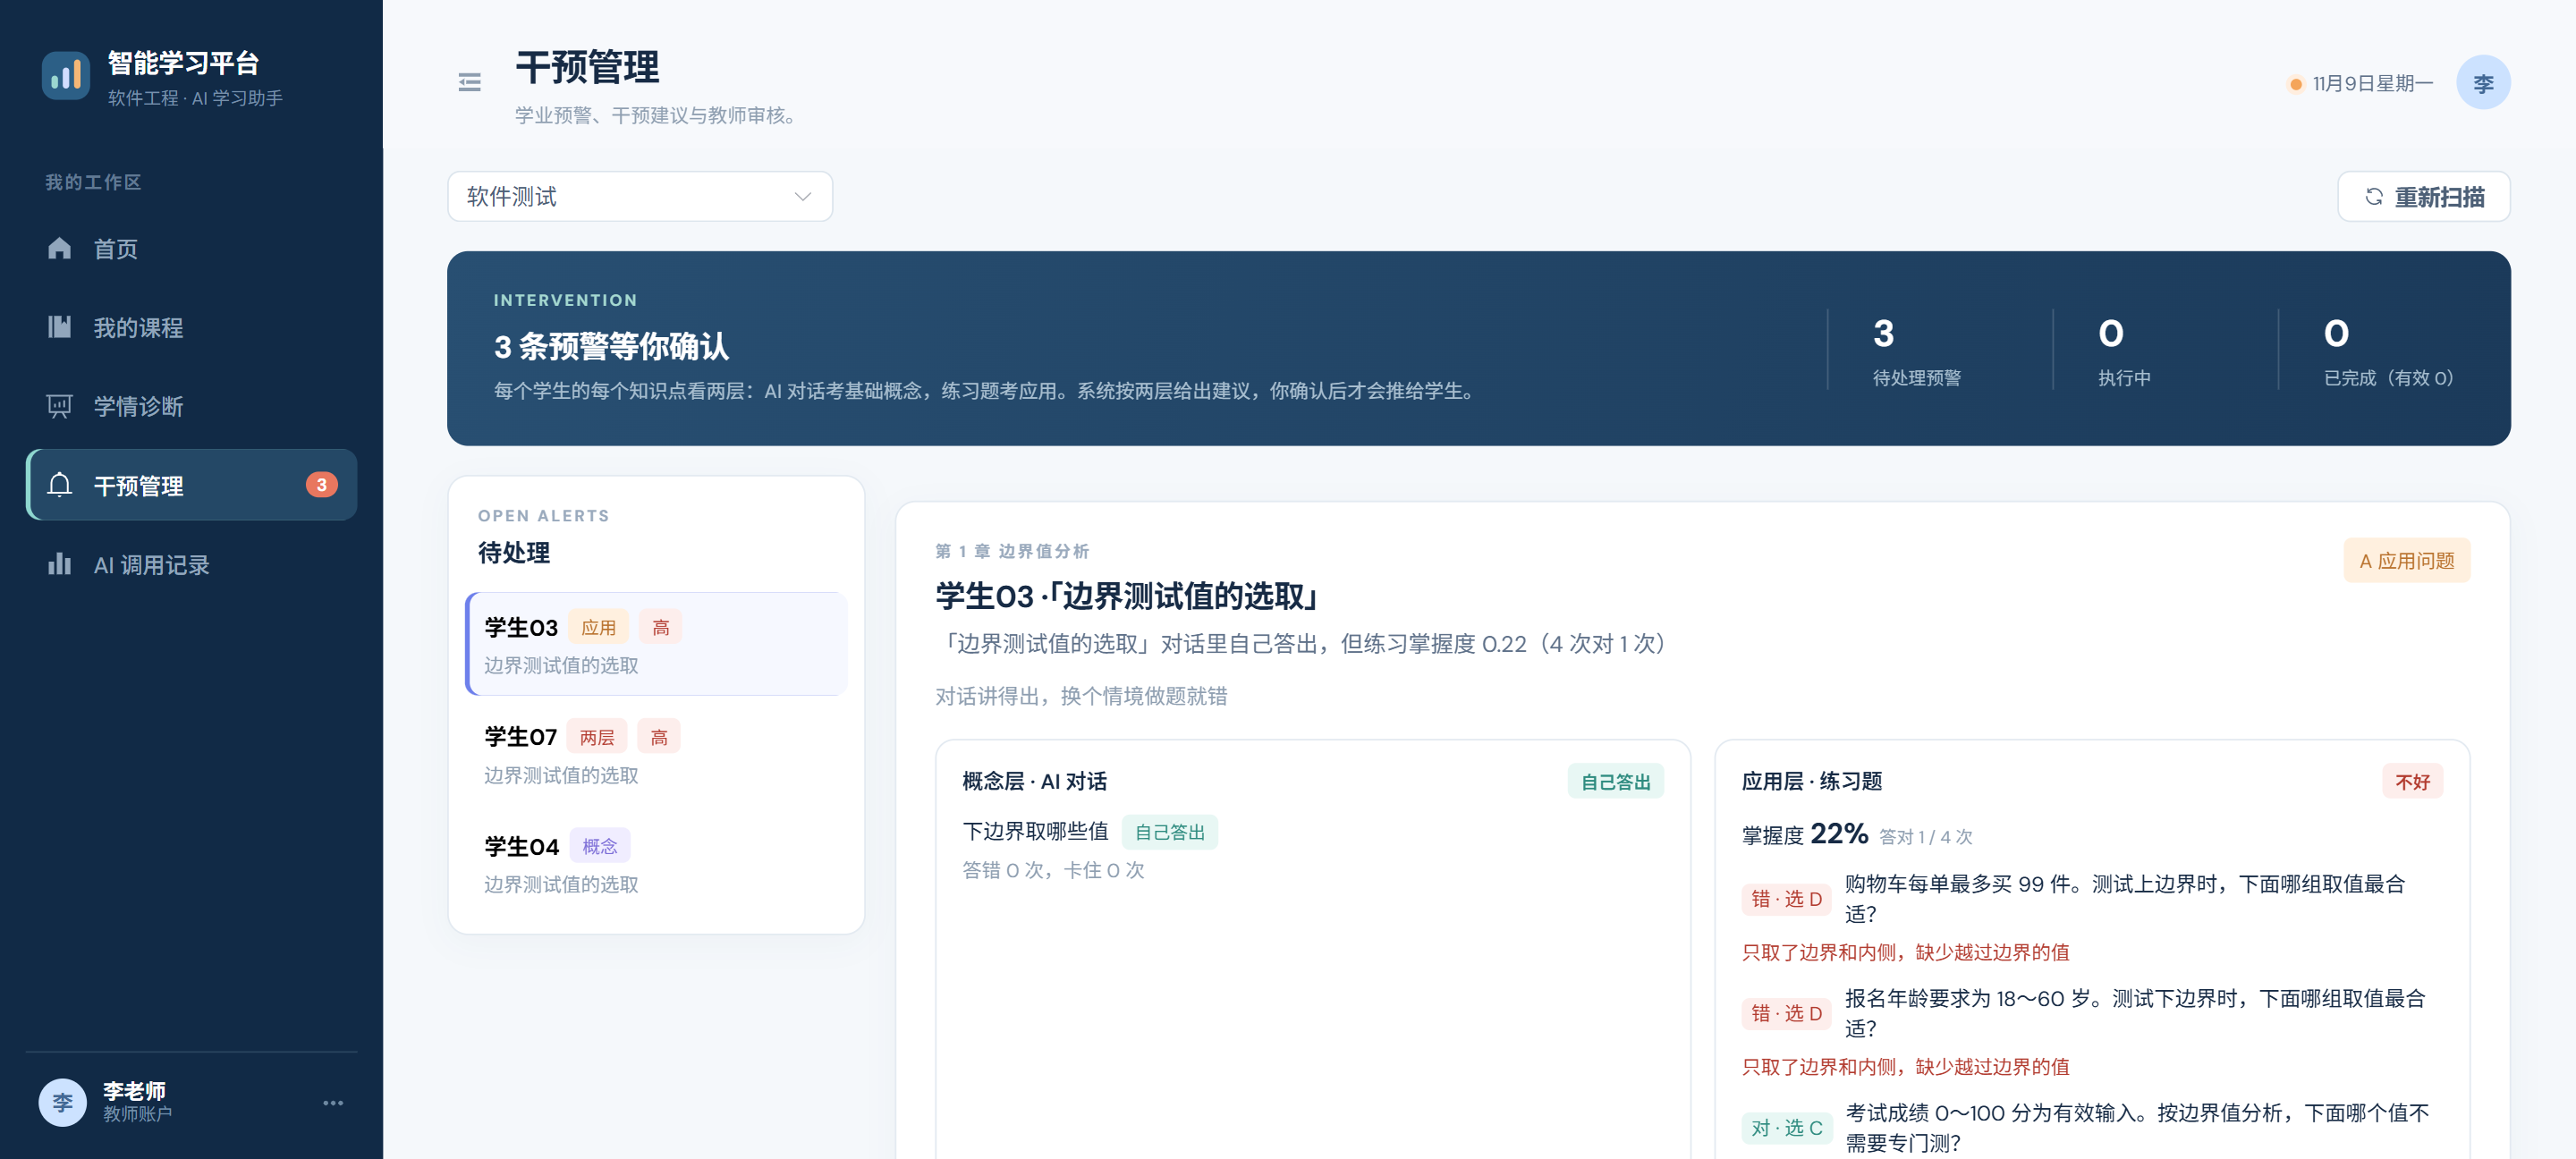 智能学习平台
软件工程 · AI 学习助手
我的工作区
首页
我的课程
学情诊断
干预管理
3
AI 调用记录
李
李老师
教师账户
干预管理
学业预警、干预建议与教师审核。
11月9日星期一
李
软件测试
重新扫描
INTERVENTION
3 条预警等你确认
每个学生的每个知识点看两层：AI 对话考基础概念，练习题考应用。系统按两层给出建议，你确认后才会推给学生。
3
待处理预警
0
执行中
0
已完成（有效 0）
OPEN ALERTS
待处理
学生03 应用 高
边界测试值的选取
学生07 两层 高
边界测试值的选取
学生04 概念
边界测试值的选取
第 1 章 边界值分析
A 应用问题
学生03 ·「边界测试值的选取」
「边界测试值的选取」对话里自己答出，但练习掌握度 0.22（4 次对 1 次）
对话讲得出，换个情境做题就错
概念层 · AI 对话
自己答出
下边界取哪些值 自己答出
答错 0 次，卡住 0 次
应用层 · 练习题
不好
掌握度 22% 答对 1 / 4 次
错 · 选 D
购物车每单最多买 99 件。测试上边界时，下面哪组取值最合
适？
只取了边界和内侧，缺少越过边界的值
错 · 选 D
报名年龄要求为 18～60 岁。测试下边界时，下面哪组取值最合
适？
只取了边界和内侧，缺少越过边界的值
对 · 选 C
考试成绩 0～100 分为有效输入。按边界值分析，下面哪个值不
需要专门测？